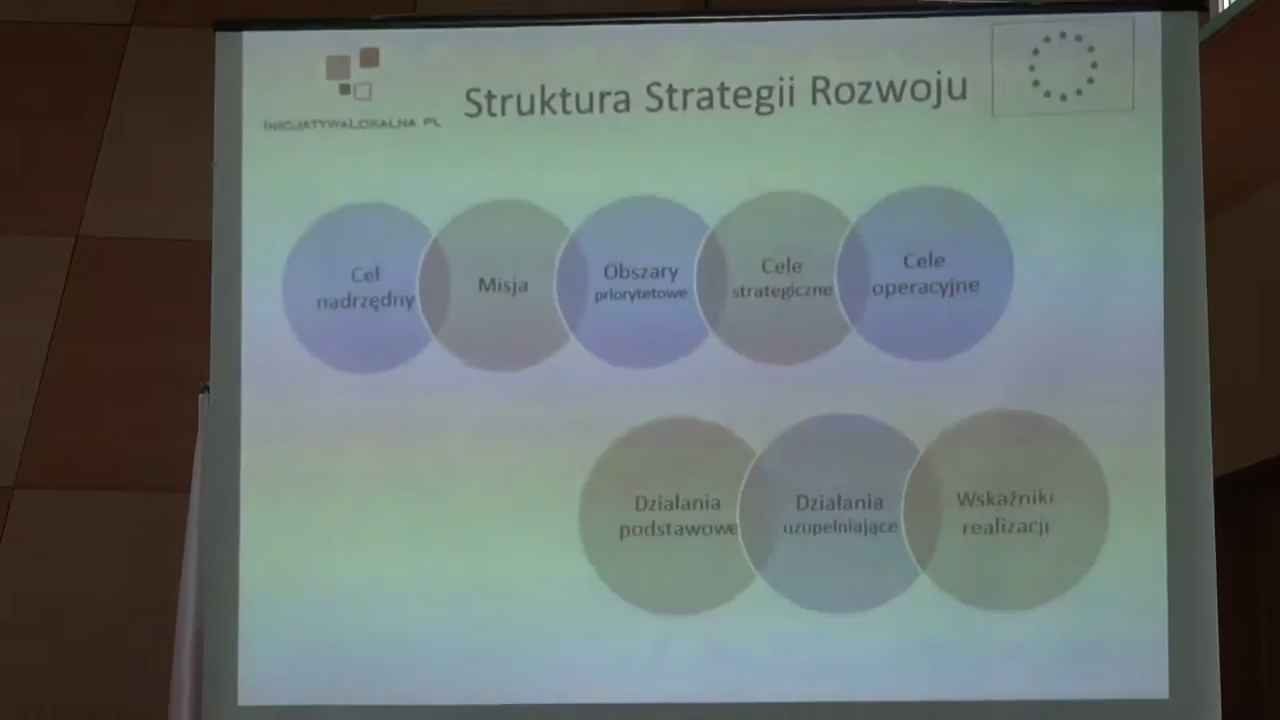 INICJATYWALOKALNA.PL
Struktura Strategii Rozwoju
Cel
nadrzędny
Misja
Obszary
priorytetowe
Cele
strategiczne
Cele
operacyjne
Działania
podstawowe
Działania
uzupełniające
Wskaźniki
realizacji